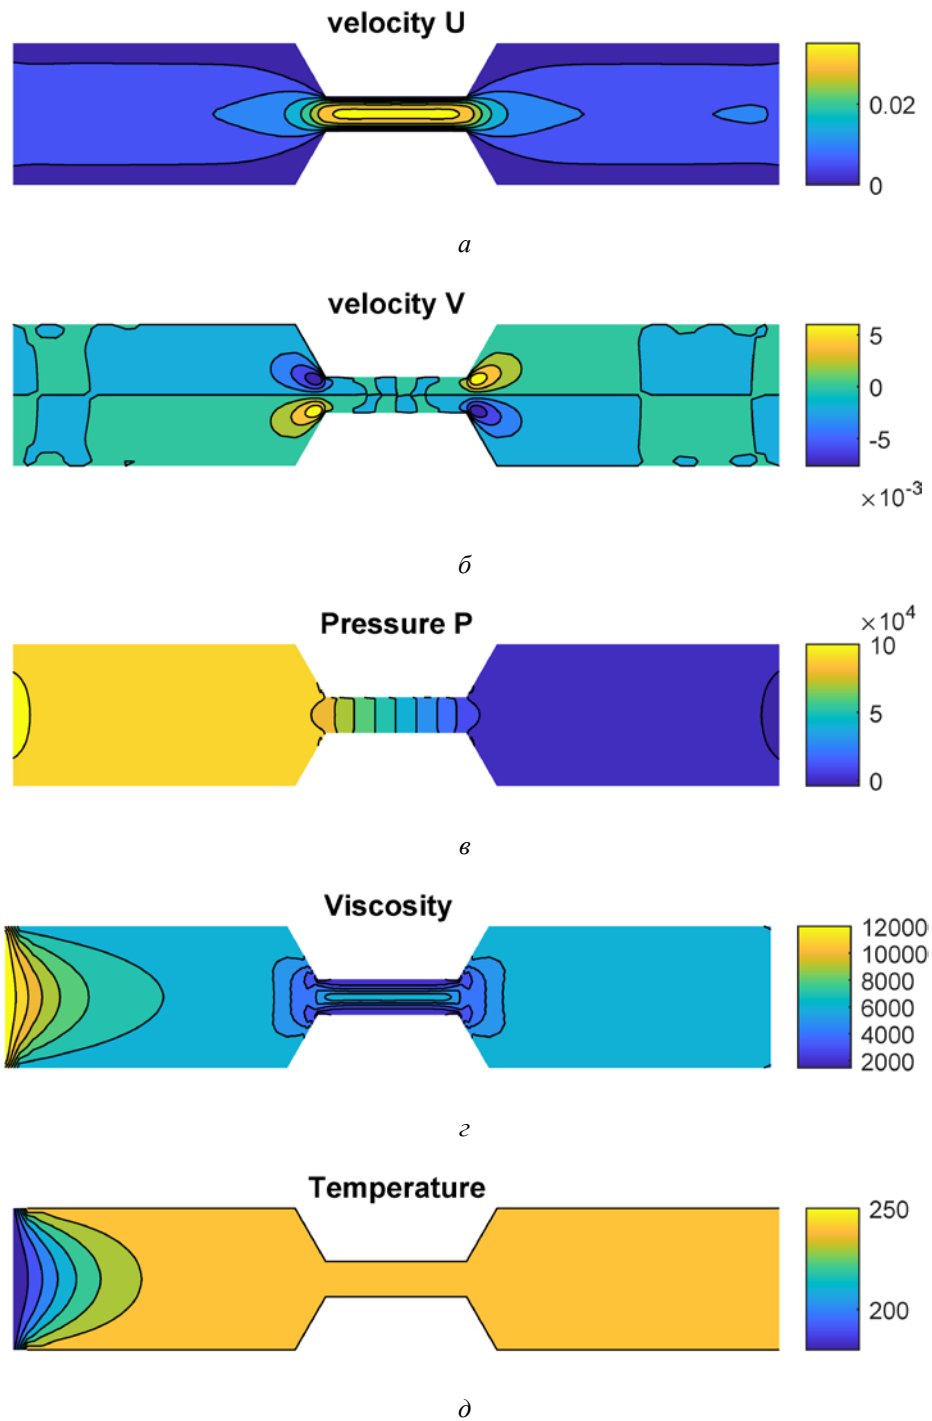 velocity U
0.02
0
а
velocity V
5
0
-5
×10-3
б
Pressure P
×104
10
5
0
в
Viscosity
12000
10000
8000
6000
4000
2000
г
Temperature
250
200
д